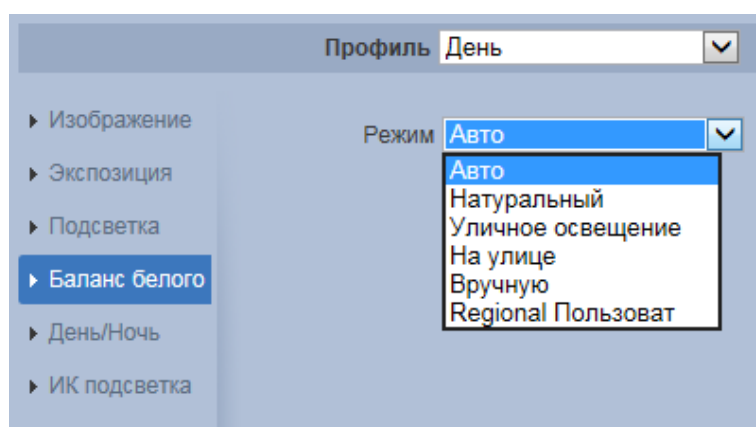 Профиль День
Изображение
Режим Авто
Экспозиция
Авто
Натуральный
Подсветка
Уличное освещение
На улице
Баланс белого
Вручную
Regional Пользоват
День/Ночь
ИК подсветка